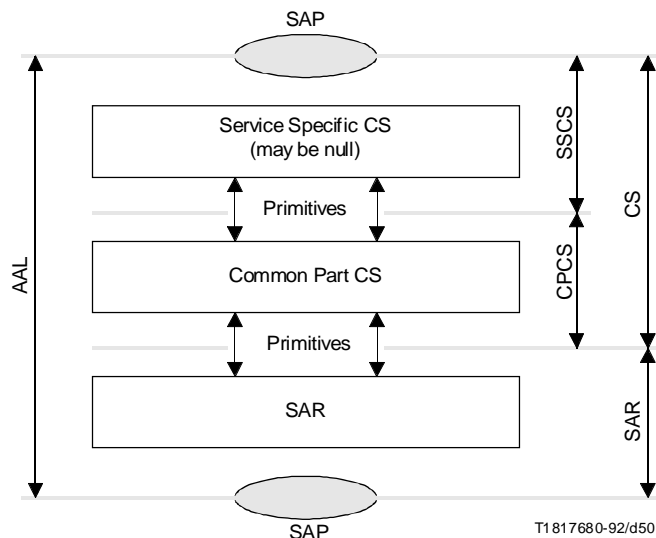 SAP
Service Specific CS
(may be null)
SSCS
Primitives
CS
AAL
Common Part CS
CPCS
Primitives
SAR
SAR
SAP
T1817680-92/d50